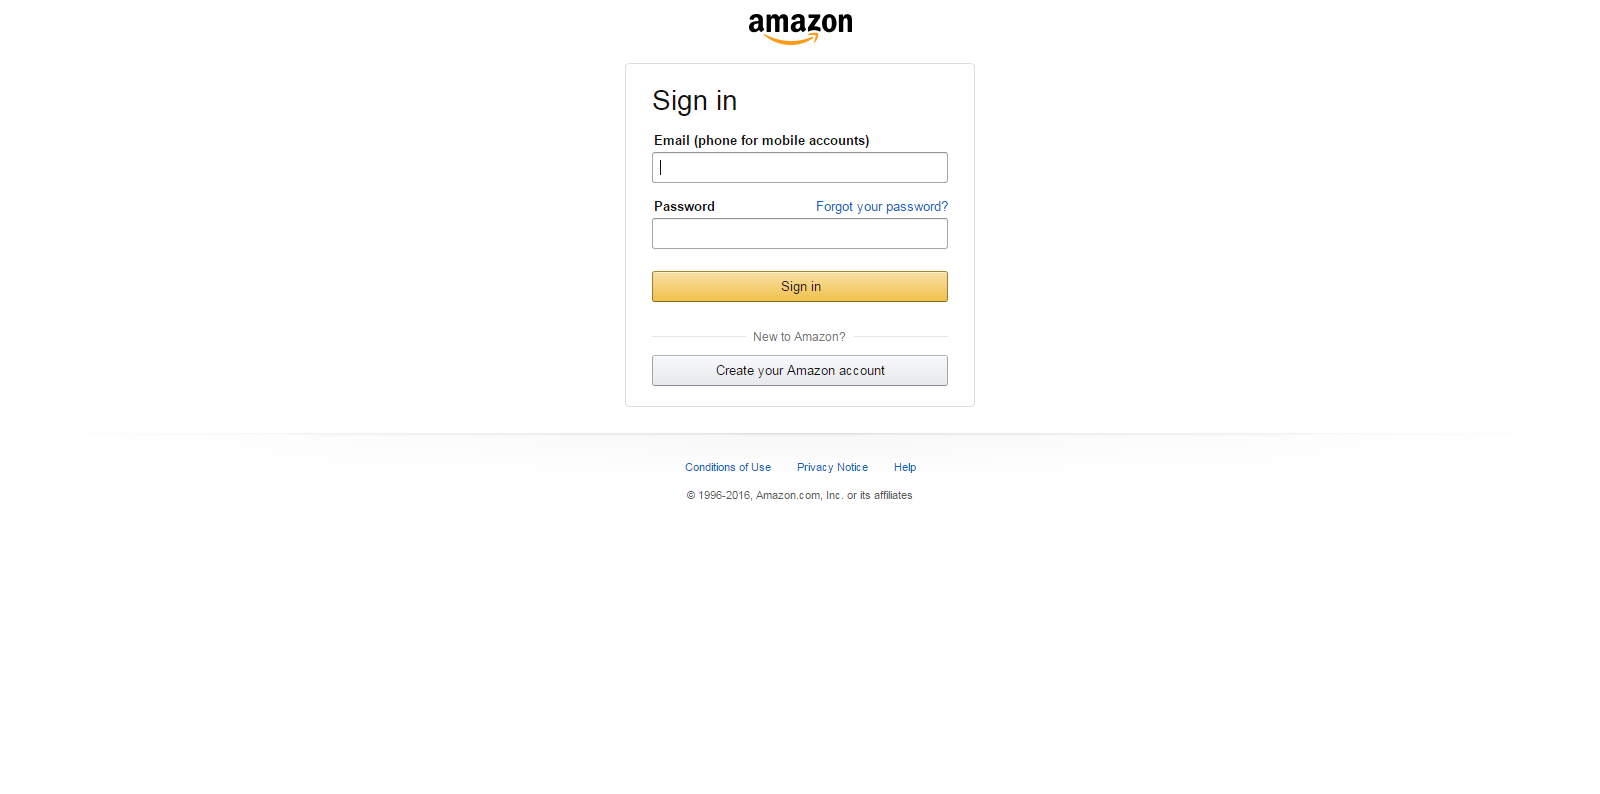 amazon
Sign in
Email (phone for mobile accounts)
Password Forgot your password?
Sign in
New to Amazon?
Create your Amazon account
Conditions of Use Privacy Notice Help
© 1996-2016, Amazon.com, Inc. or its affiliates